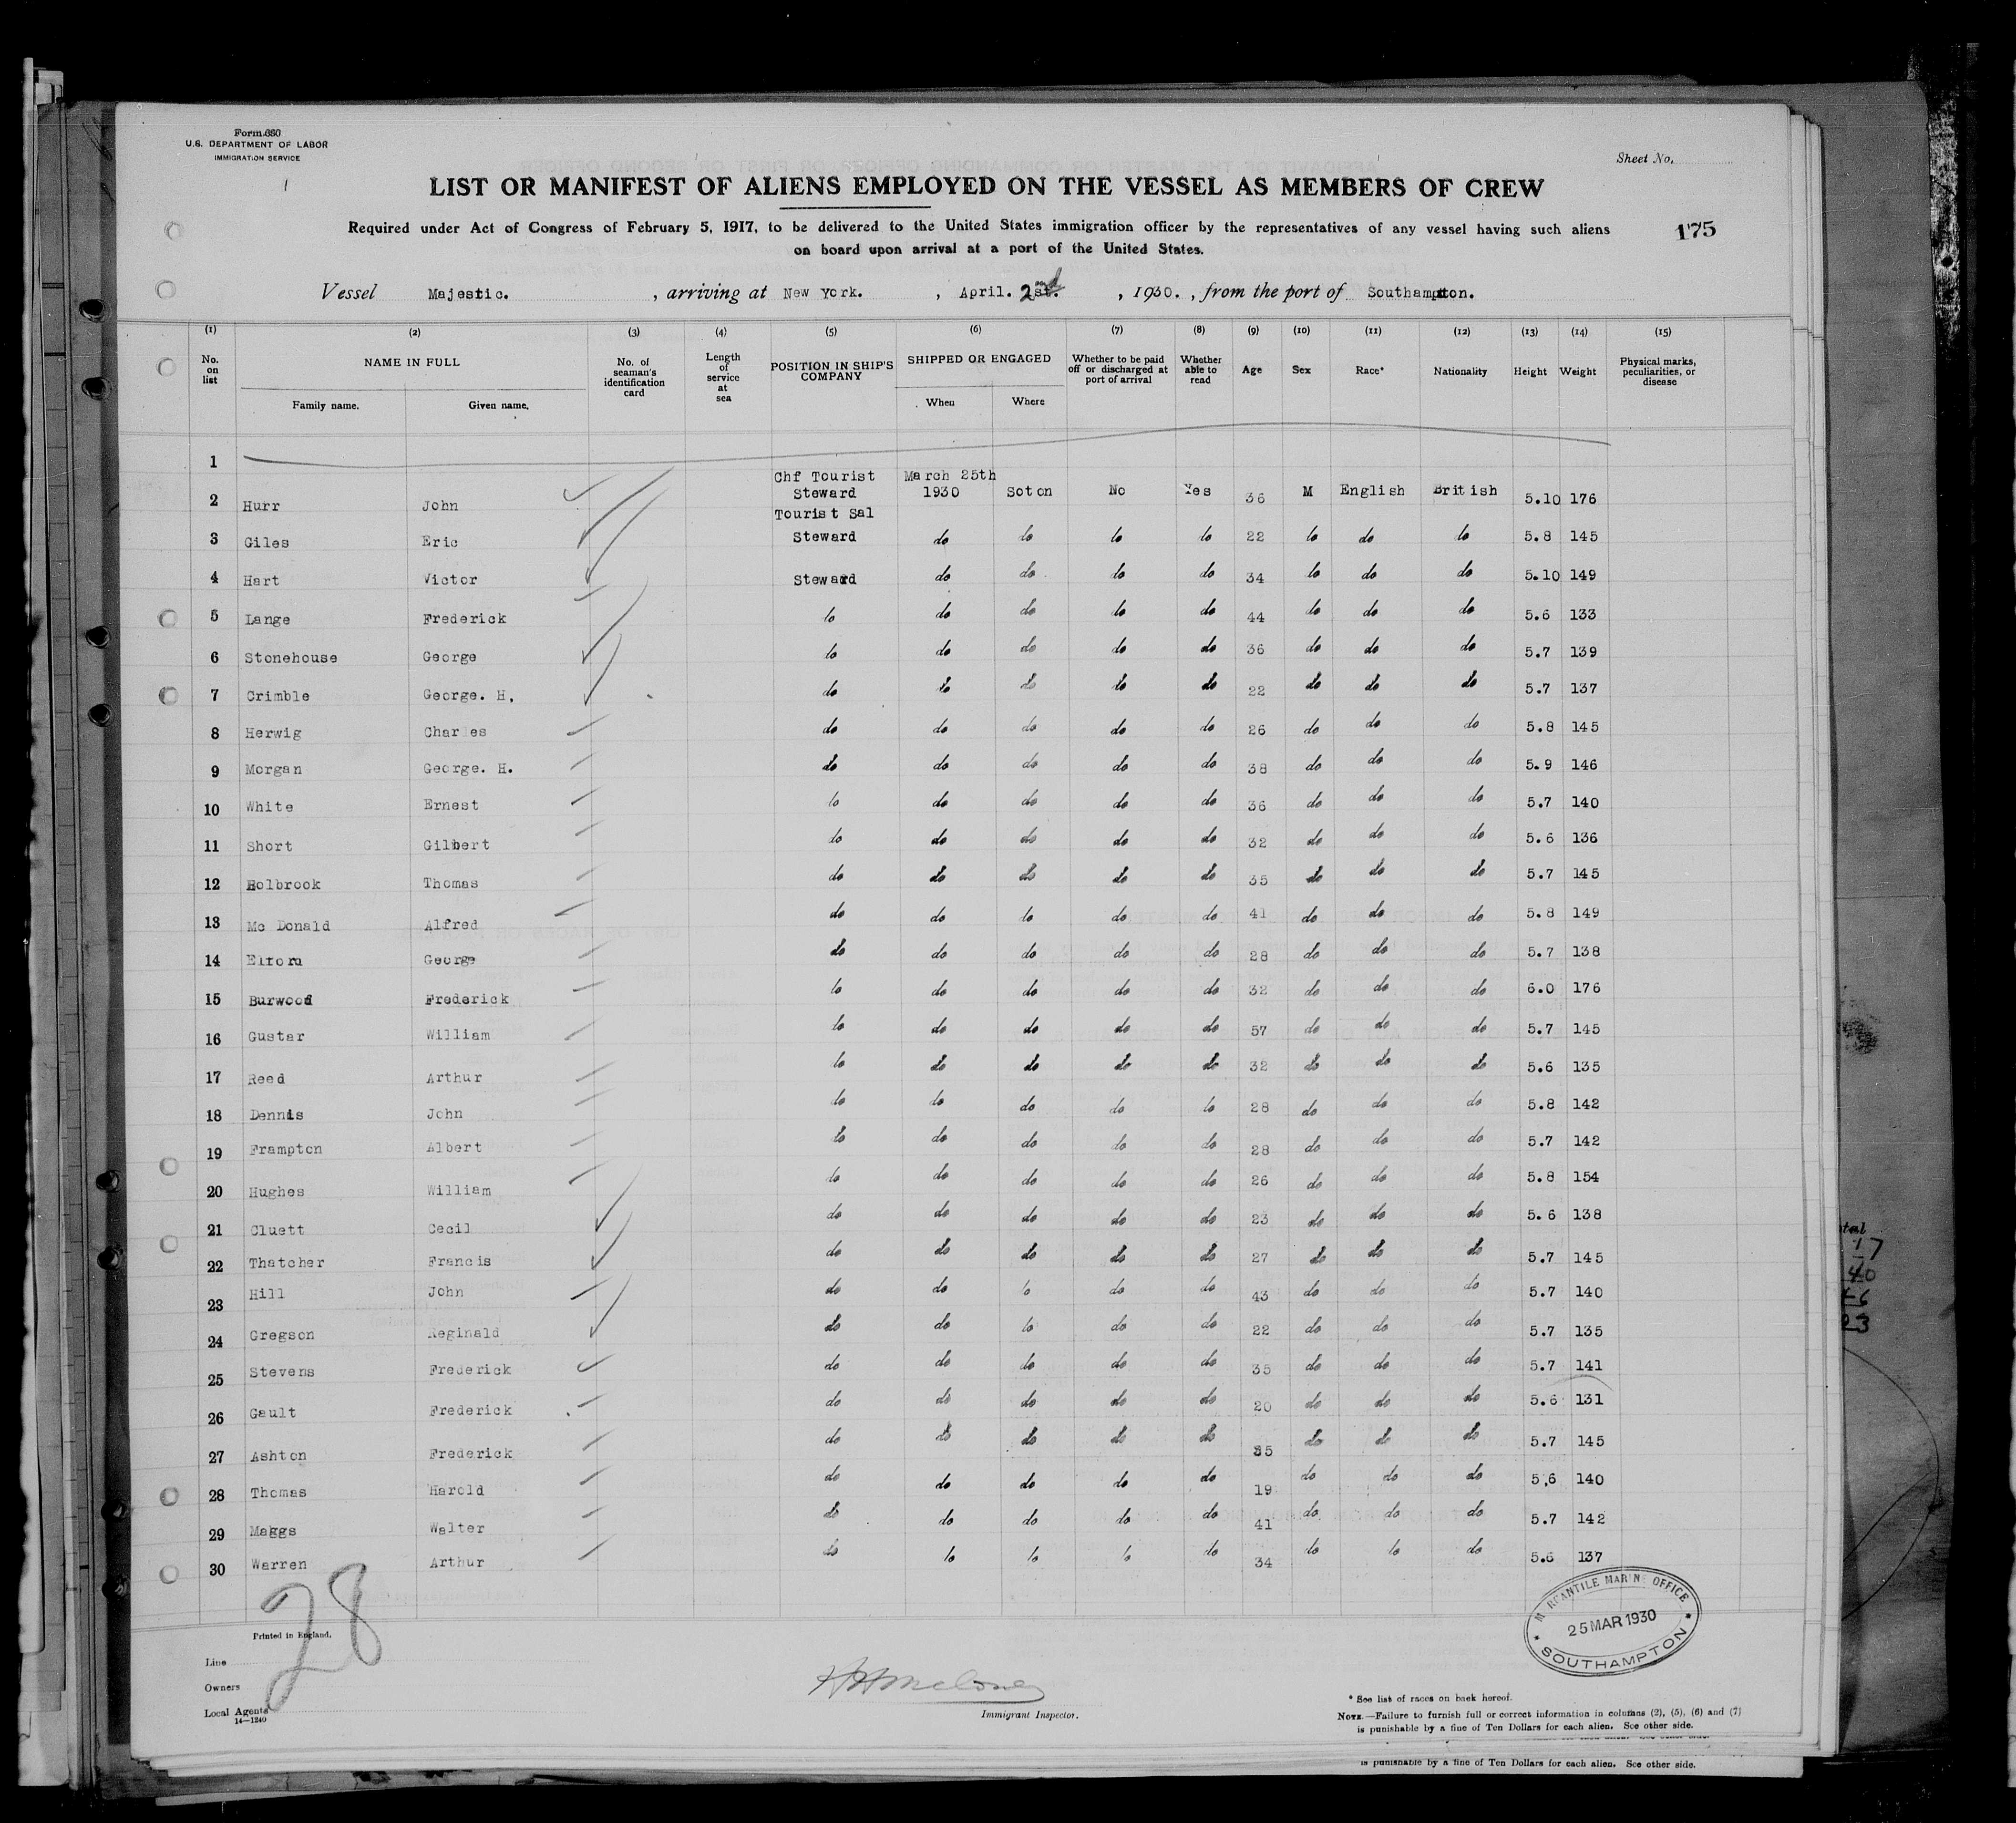 Form 680
U.S. DEPARTMENT OF LABOR
IMMIGRATION SERVICE
Sheet No.
LIST OR MANIFEST OF ALIENS EMPLOYED ON THE VESSEL AS MEMBERS OF CREW
Required under Act of Congress of February 5, 1917, to be delivered to the United States immigration officer by the representatives of any vessel having such aliens
on board upon arrival at a port of the United States.
175
Vessel Majestic. , arriving at New York. , April. 2nd , 1930. , from the port of Southampton.
(1) (2) (3) (4) (5) (6) (7) (8) (9) (10) (11) (12) (13) (14) (15)
No. on list NAME IN FULL Family name. Given name. No. of seaman's identification card Length of service at sea POSITION IN SHIP'S COMPANY SHIPPED OR ENGAGED When Where Whether to be paid off or discharged at port of arrival Whether able to read Age Sex Race* Nationality Height Weight Physical marks, peculiarities, or disease
1
2 Hurr John Chf Tourist Steward March 25th 1930 Soton No Yes 36 M English British 5.10 176
3 Giles Eric Tourist Sal Steward do do do do 22 do do do 5.8 145
4 Hart Victor Steward do do do do 34 do do do 5.10 149
5 Lange Frederick do do do do do 44 do do do 5.6 133
6 Stonehouse George do do do do do 36 do do do 5.7 139
7 Crimble George. H. do do do do do 22 do do do 5.7 137
8 Herwig Charles do do do do do 26 do do do 5.8 145
9 Morgan George. H. do do do do do 38 do do do 5.9 146
10 White Ernest do do do do do 36 do do do 5.7 140
11 Short Gilbert do do do do do 32 do do do 5.6 136
12 Holbrook Thomas do do do do do 35 do do do 5.7 145
13 Mc Donald Alfred do do do do do 41 do do do 5.8 149
14 George do do do do do 28 do do do 5.7 138
15 Burwood Frederick do do do do do 32 do do do 6.0 176
16 Guster William do do do do do 57 do do do 5.7 145
17 Reed Arthur do do do do do 32 do do do 5.6 135
18 Dennis John do do do do do 28 do do do 5.8 142
19 Frampton Albert do do do do do 28 do do do 5.7 142
20 Hughes William do do do do do 26 do do do 5.8 154
21 Cluett Cecil do do do do do 23 do do do 5.6 138
22 Thatcher Francis do do do do do 27 do do do 5.7 145
23 Hill John do do do do do 43 do do do 5.7 140
24 Gregson Reginald do do do do do 22 do do do 5.7 135
25 Stevens Frederick do do do do do 35 do do do 5.7 141
26 Gault Frederick do do do do do 20 do do do 5.6 131
27 Ashton Frederick do do do do do 35 do do do 5.7 145
28 Thomas Harold do do do do do 19 do do do 5,6 140
29 Maggs Walter do do do do do 41 do do do 5.7 142
30 Warren Arthur do do do do do 34 do do do 5.6 137
28
MERCANTILE MARINE OFFICE
25 MAR 1930
SOUTHAMPTON
Printed in England.
Line
Owners
Local Agents
14—1240
Immigrant Inspector.
* See list of races on back hereof.
NOTE.—Failure to furnish full or correct information in columns (2), (5), (6) and (7)
is punishable by a fine of Ten Dollars for each alien. See other side.
is punishable by a fine of Ten Dollars for each alien. See other side.